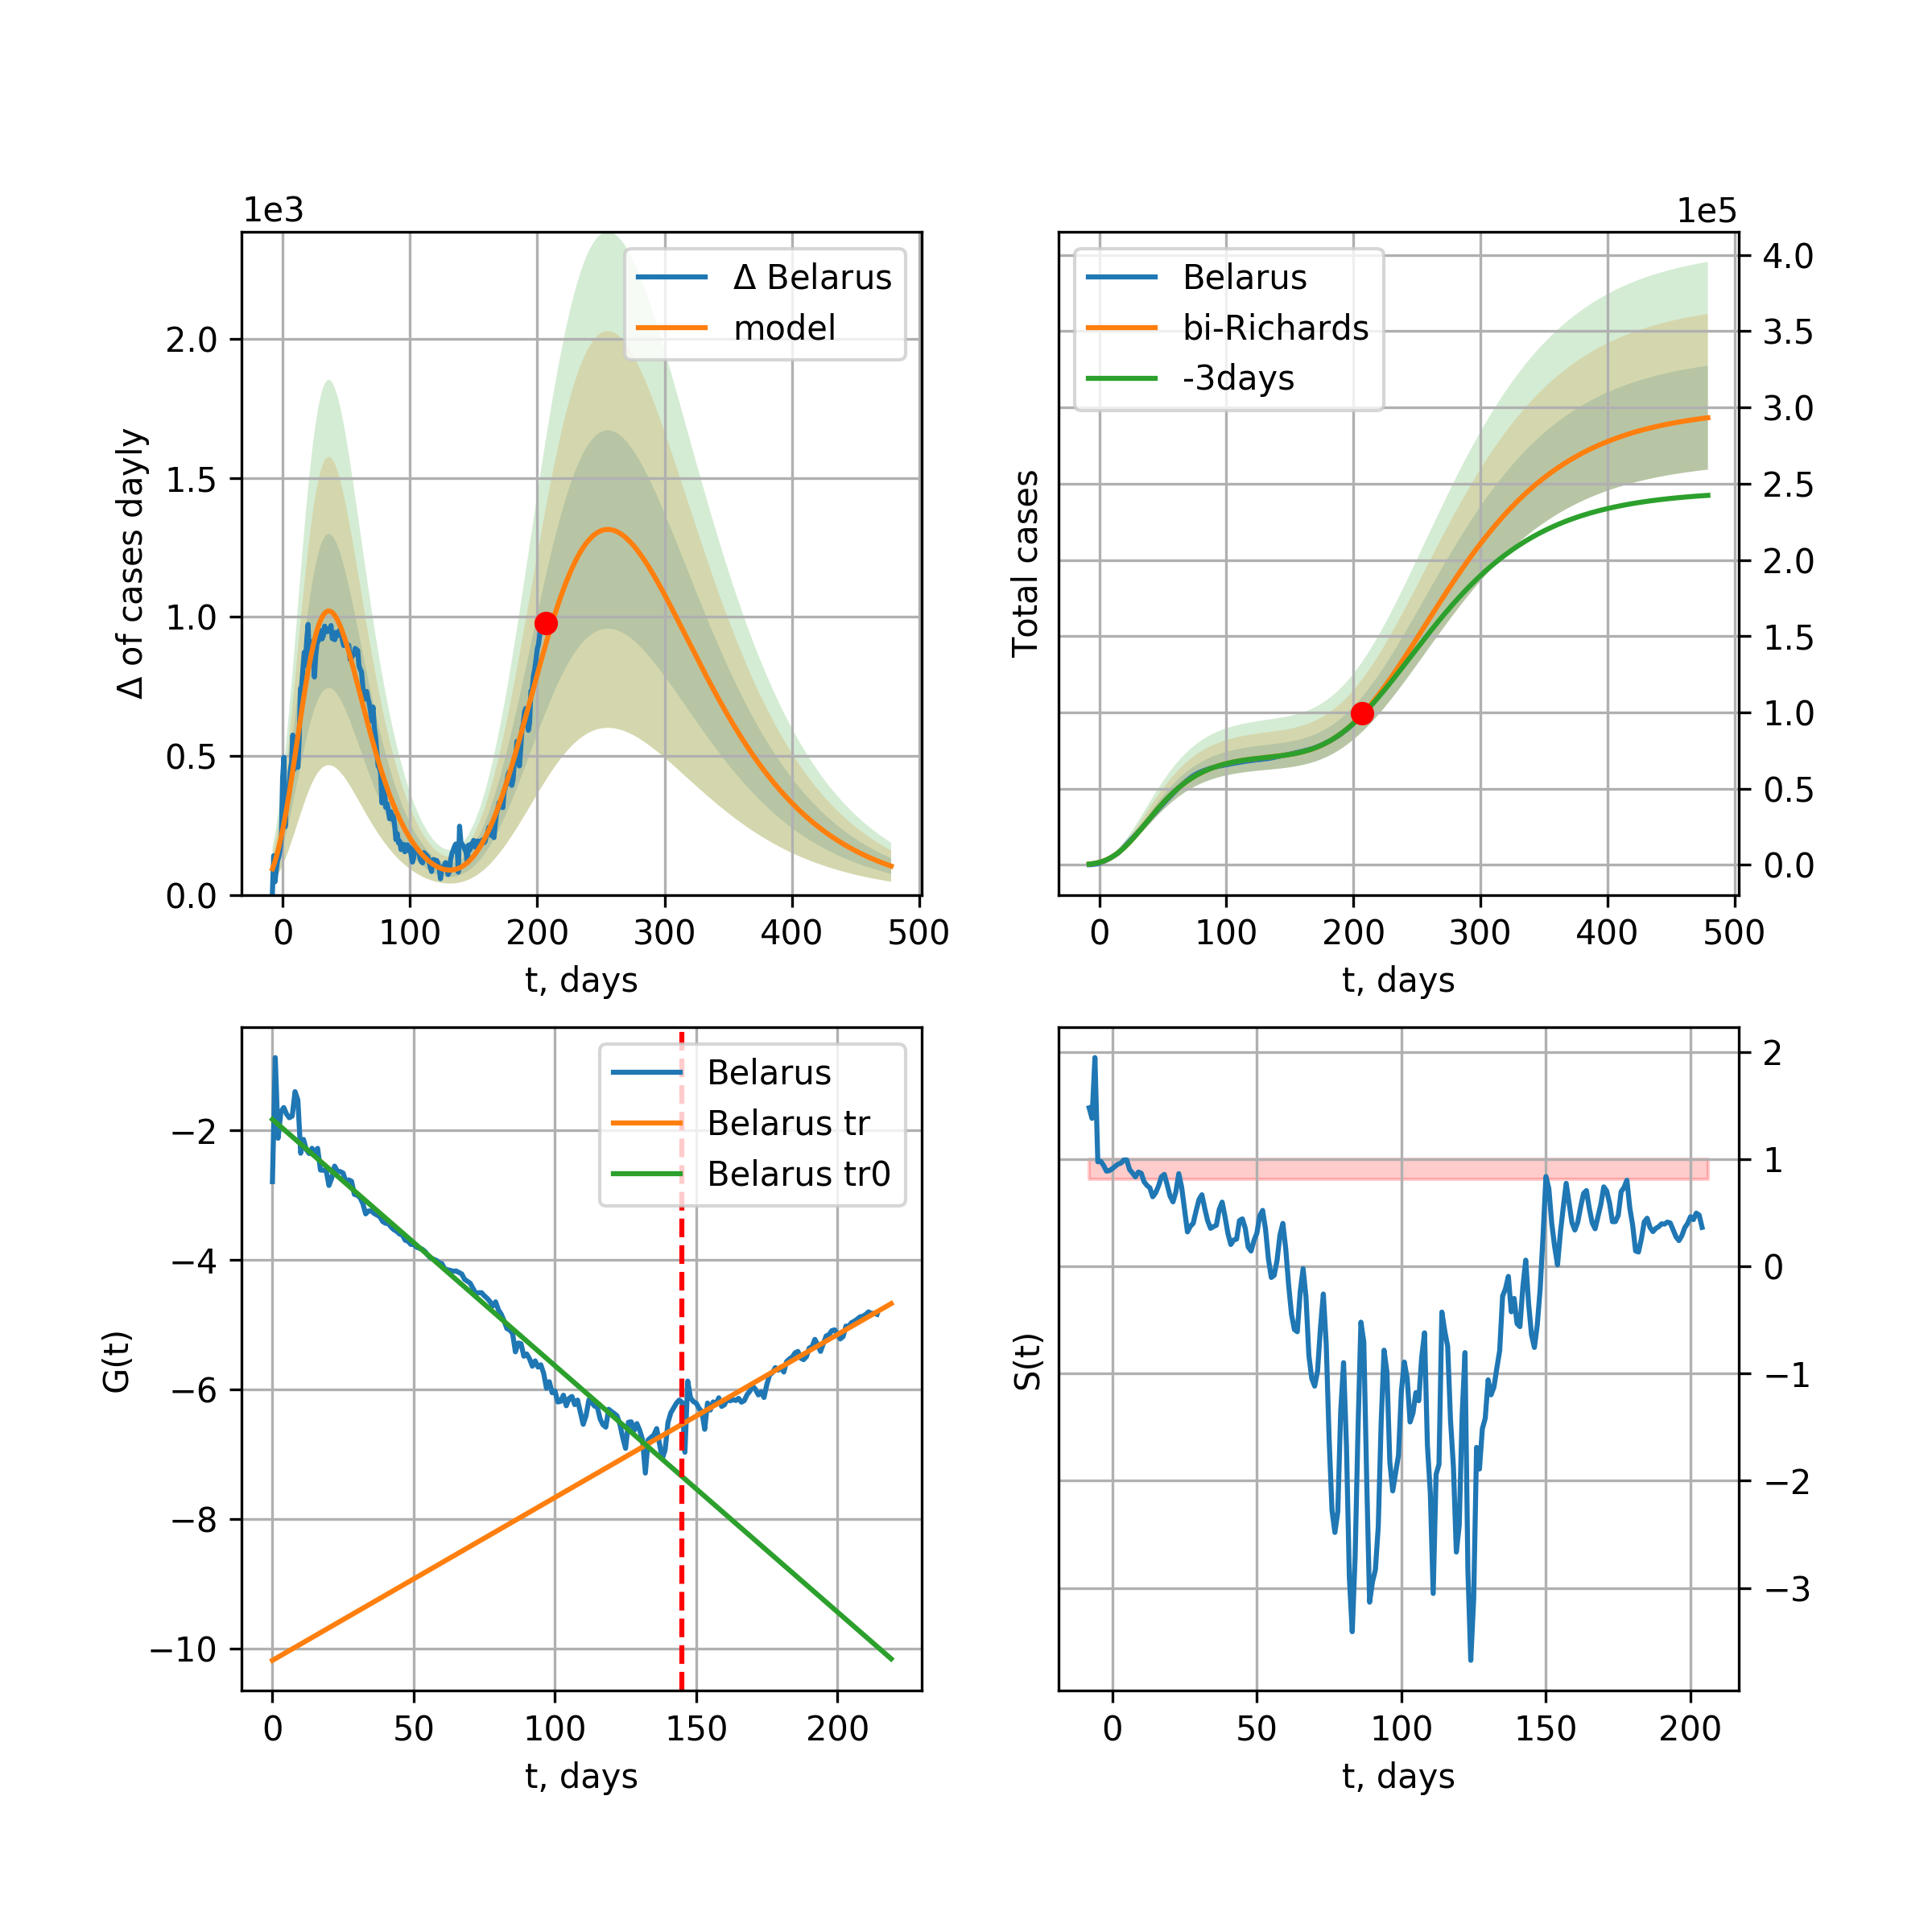 1e3
Δ Belarus
model
2.0
1.5
1.0
0.5
0.0
Δ of cases dayly
0 100 200 300 400 500
t, days
1e5
Belarus
bi-Richards
-3days
4.0
3.5
3.0
2.5
2.0
1.5
1.0
0.5
0.0
Total cases
0 100 200 300 400 500
t, days
Belarus
Belarus tr
Belarus tr0
−2
−4
−6
−8
−10
G(t)
0 50 100 150 200
t, days
2
1
0
−1
−2
−3
S(t)
0 50 100 150 200
t, days